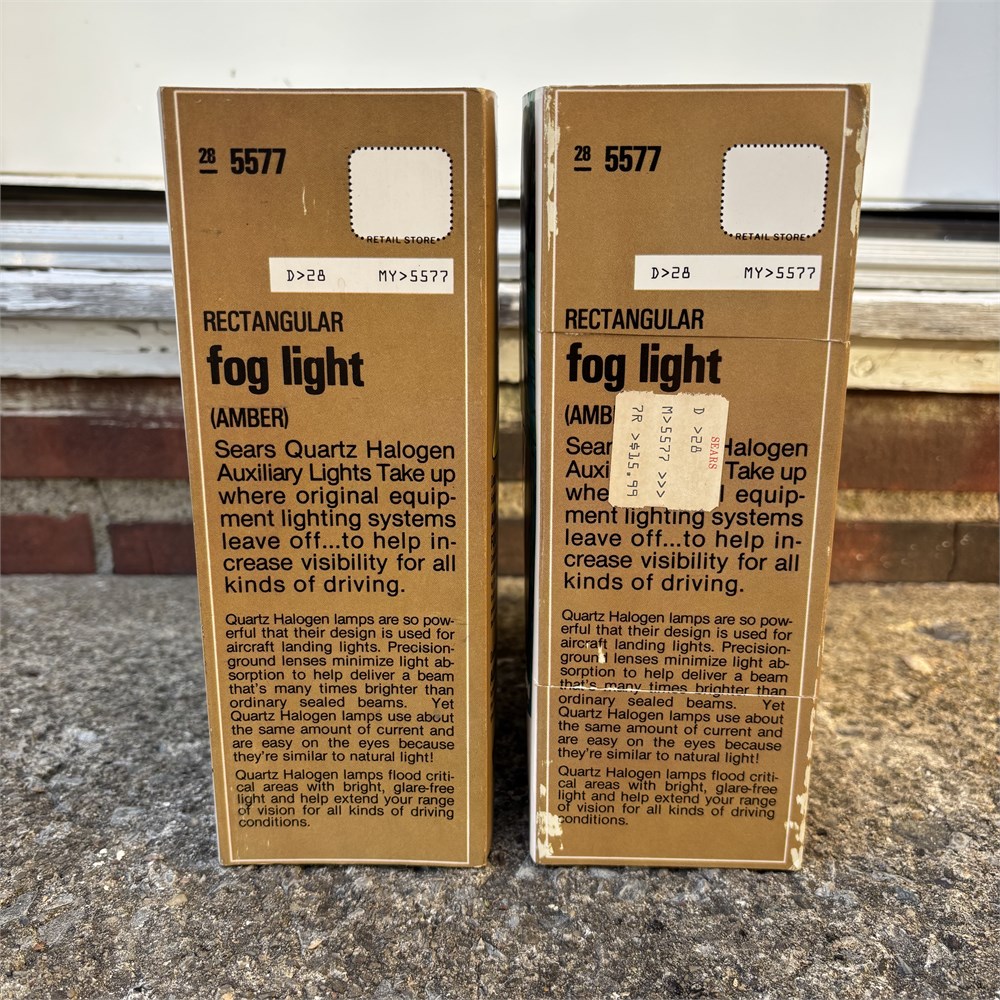 28 5577
RETAIL STORE
D>28 MY>5577
RECTANGULAR
fog light
(AMBER)
Sears Quartz Halogen
Auxiliary Lights Take up
where original equip-
ment lighting systems
leave off...to help in-
crease visibility for all
kinds of driving.
Quartz Halogen lamps are so pow-
erful that their design is used for
aircraft landing lights. Precision-
ground lenses minimize light ab-
sorption to help deliver a beam
that's many times brighter than
ordinary sealed beams. Yet
Quartz Halogen lamps use about
the same amount of current and
are easy on the eyes because
they're similar to natural light!
Quartz Halogen lamps flood criti-
cal areas with bright, glare-free
light and help extend your range
of vision for all kinds of driving
conditions.
28 5577
RETAIL STORE
D>28 MY>5577
RECTANGULAR
fog light
(AMB
SEARS
D >28
M>5577 >>>
7R >$15.99
Sear Halogen
Auxi Take up
whe l equip-
ment lighting systems
leave off...to help in-
crease visibility for all
kinds of driving.
Quartz Halogen lamps are so pow-
erful that their design is used for
aircraft landing lights. Precision-
ground lenses minimize light ab-
sorption to help deliver a beam
that's many times brighter than
ordinary sealed beams. Yet
Quartz Halogen lamps use about
the same amount of current and
are easy on the eyes because
they're similar to natural light!
Quartz Halogen lamps flood criti-
cal areas with bright, glare-free
light and help extend your range
of vision for all kinds of driving
conditions.